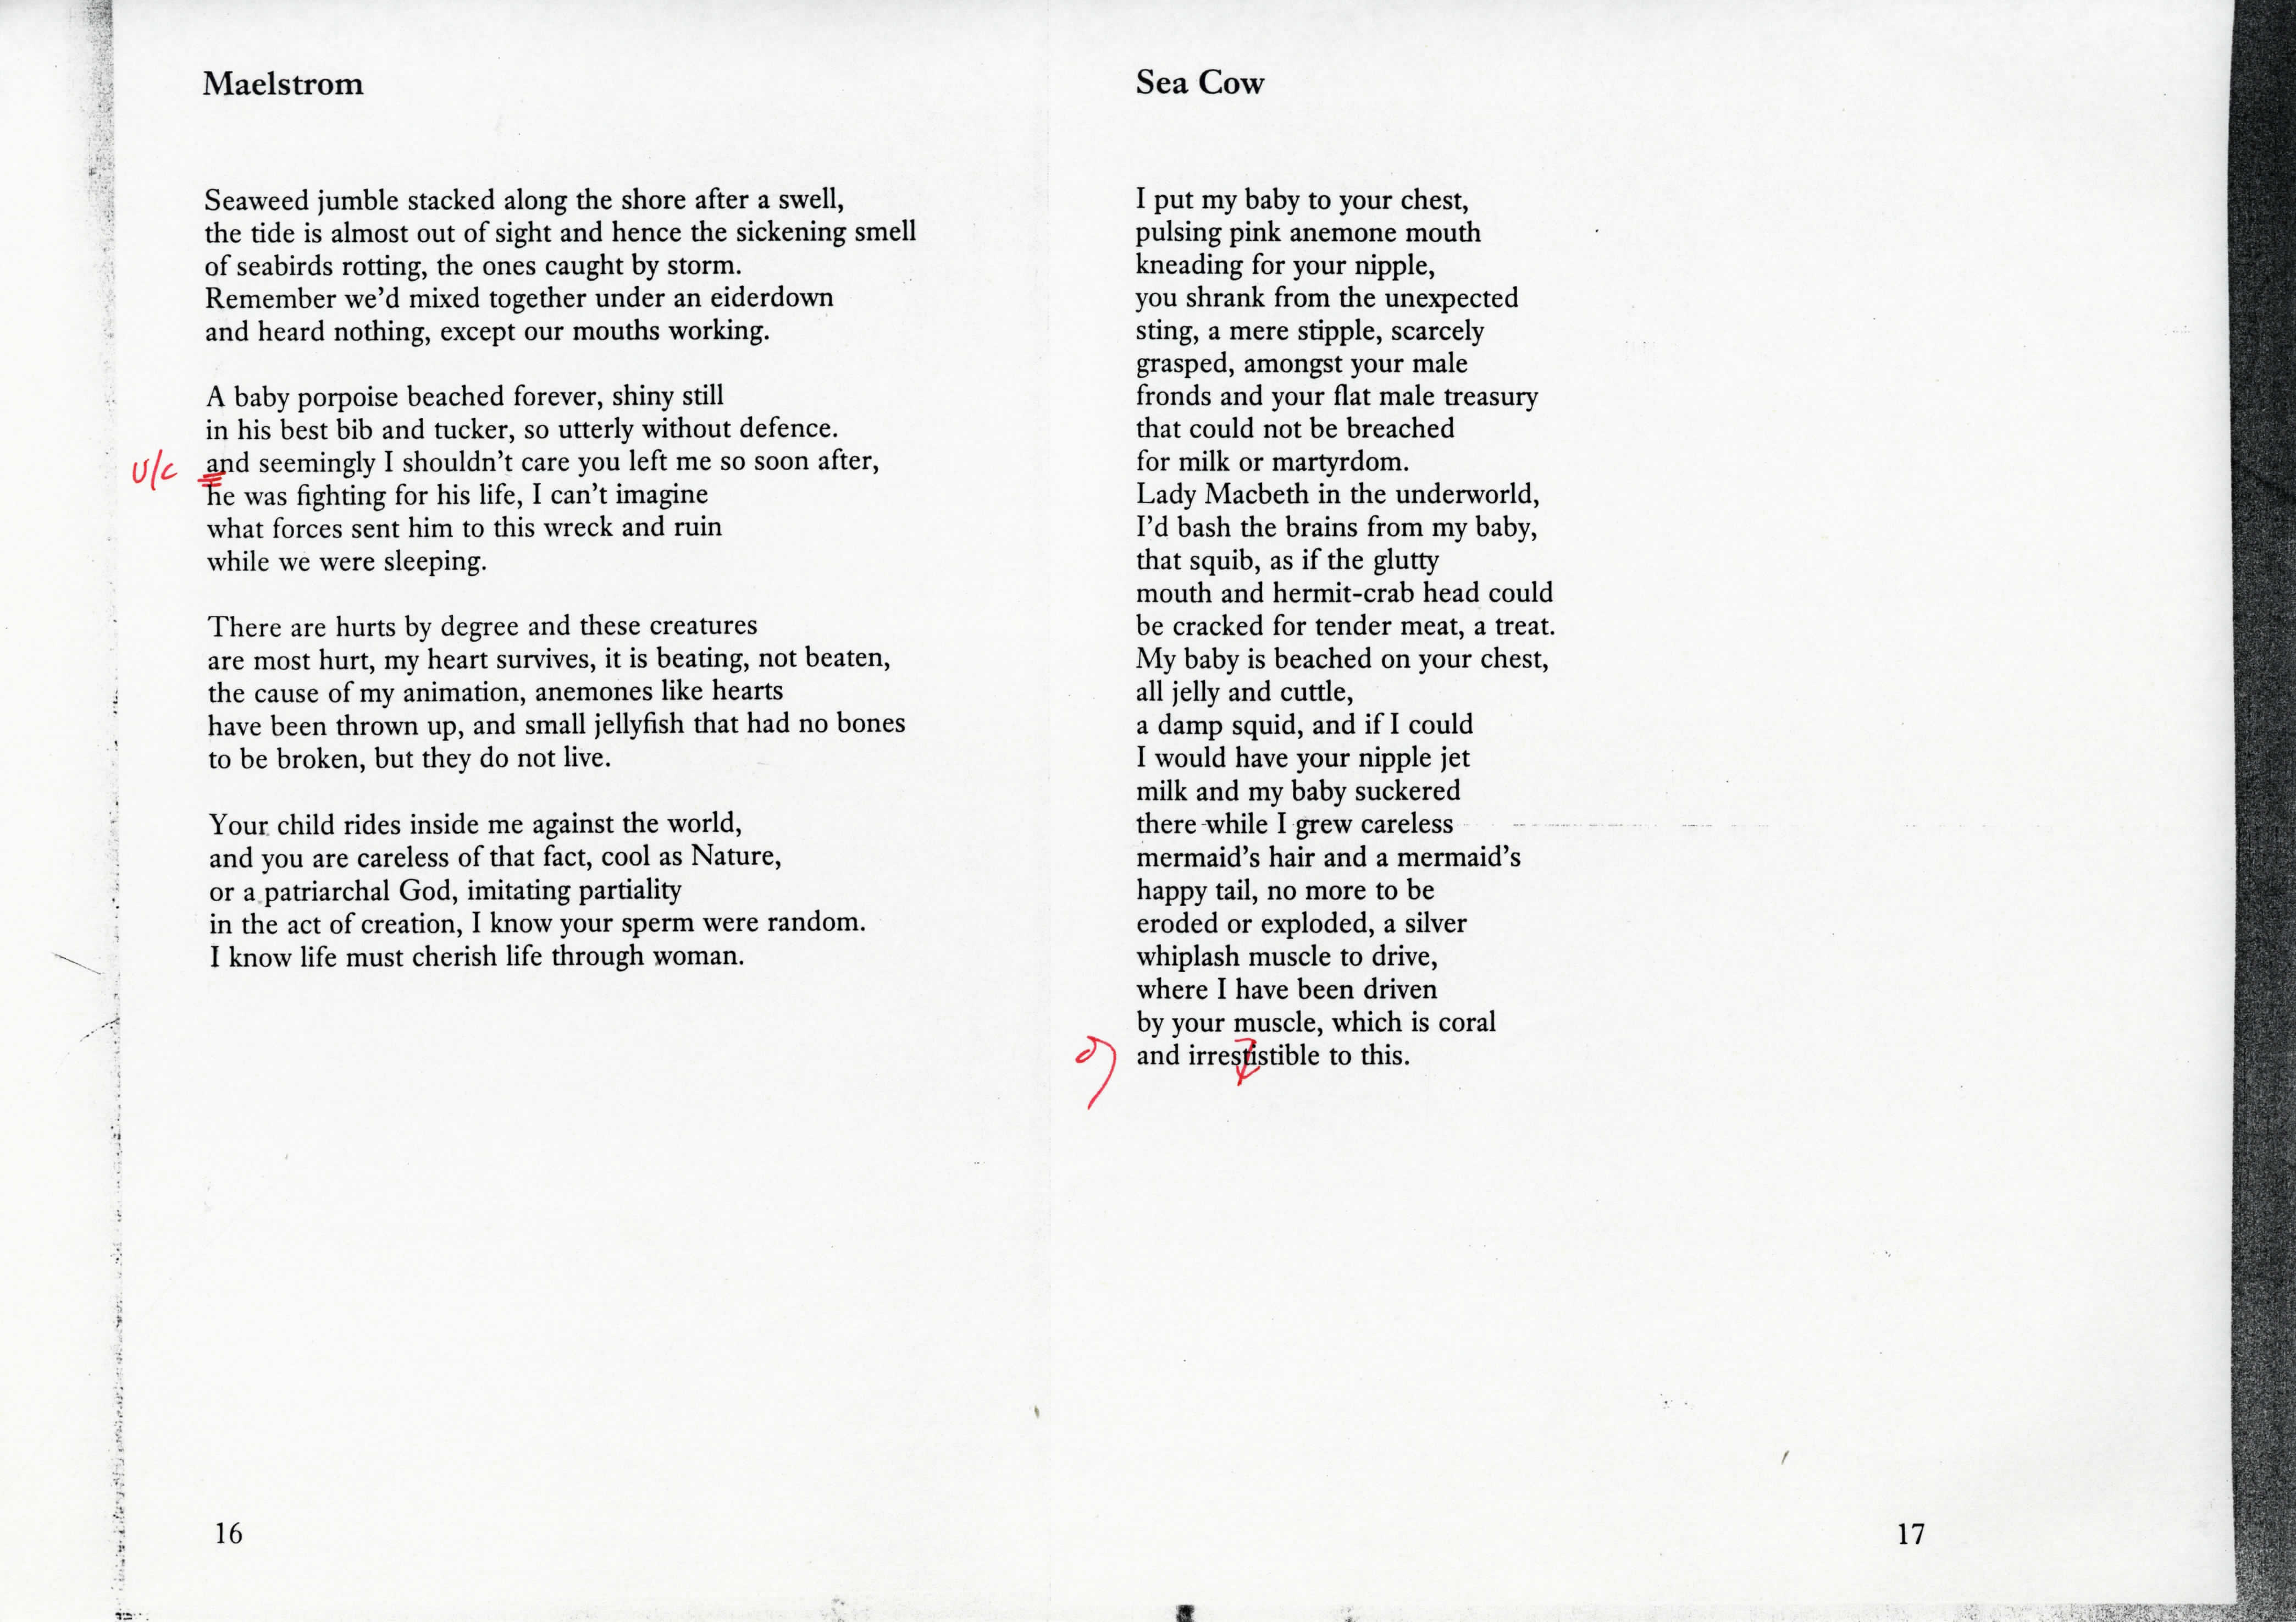 Maelstrom
Seaweed jumble stacked along the shore after a swell,
the tide is almost out of sight and hence the sickening smell
of seabirds rotting, the ones caught by storm.
Remember we'd mixed together under an eiderdown
and heard nothing, except our mouths working.
A baby porpoise beached forever, shiny still
in his best bib and tucker, so utterly without defence.
u/c and seemingly I shouldn't care you left me so soon after,
he was fighting for his life, I can't imagine
what forces sent him to this wreck and ruin
while we were sleeping.
There are hurts by degree and these creatures
are most hurt, my heart survives, it is beating, not beaten,
the cause of my animation, anemones like hearts
have been thrown up, and small jellyfish that had no bones
to be broken, but they do not live.
Your child rides inside me against the world,
and you are careless of that fact, cool as Nature,
or a patriarchal God, imitating partiality
in the act of creation, I know your sperm were random.
I know life must cherish life through woman.
16
Sea Cow
I put my baby to your chest,
pulsing pink anemone mouth
kneading for your nipple,
you shrank from the unexpected
sting, a mere stipple, scarcely
grasped, amongst your male
fronds and your flat male treasury
that could not be breached
for milk or martyrdom.
Lady Macbeth in the underworld,
I'd bash the brains from my baby,
that squib, as if the glutty
mouth and hermit-crab head could
be cracked for tender meat, a treat.
My baby is beached on your chest,
all jelly and cuttle,
a damp squid, and if I could
I would have your nipple jet
milk and my baby suckered
there while I grew careless
mermaid's hair and a mermaid's
happy tail, no more to be
eroded or exploded, a silver
whiplash muscle to drive,
where I have been driven
by your muscle, which is coral
and irrestistible to this.
17